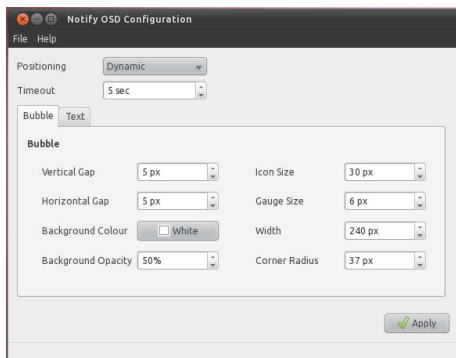 Notify OSD Configuration
File Help
Positioning Dynamic
Timeout 5 sec
Bubble Text
Bubble
Vertical Gap 5 px Icon Size 30 px
Horizontal Gap 5 px Gauge Size 6 px
Background Colour White Width 240 px
Background Opacity 50% Corner Radius 37 px
Apply